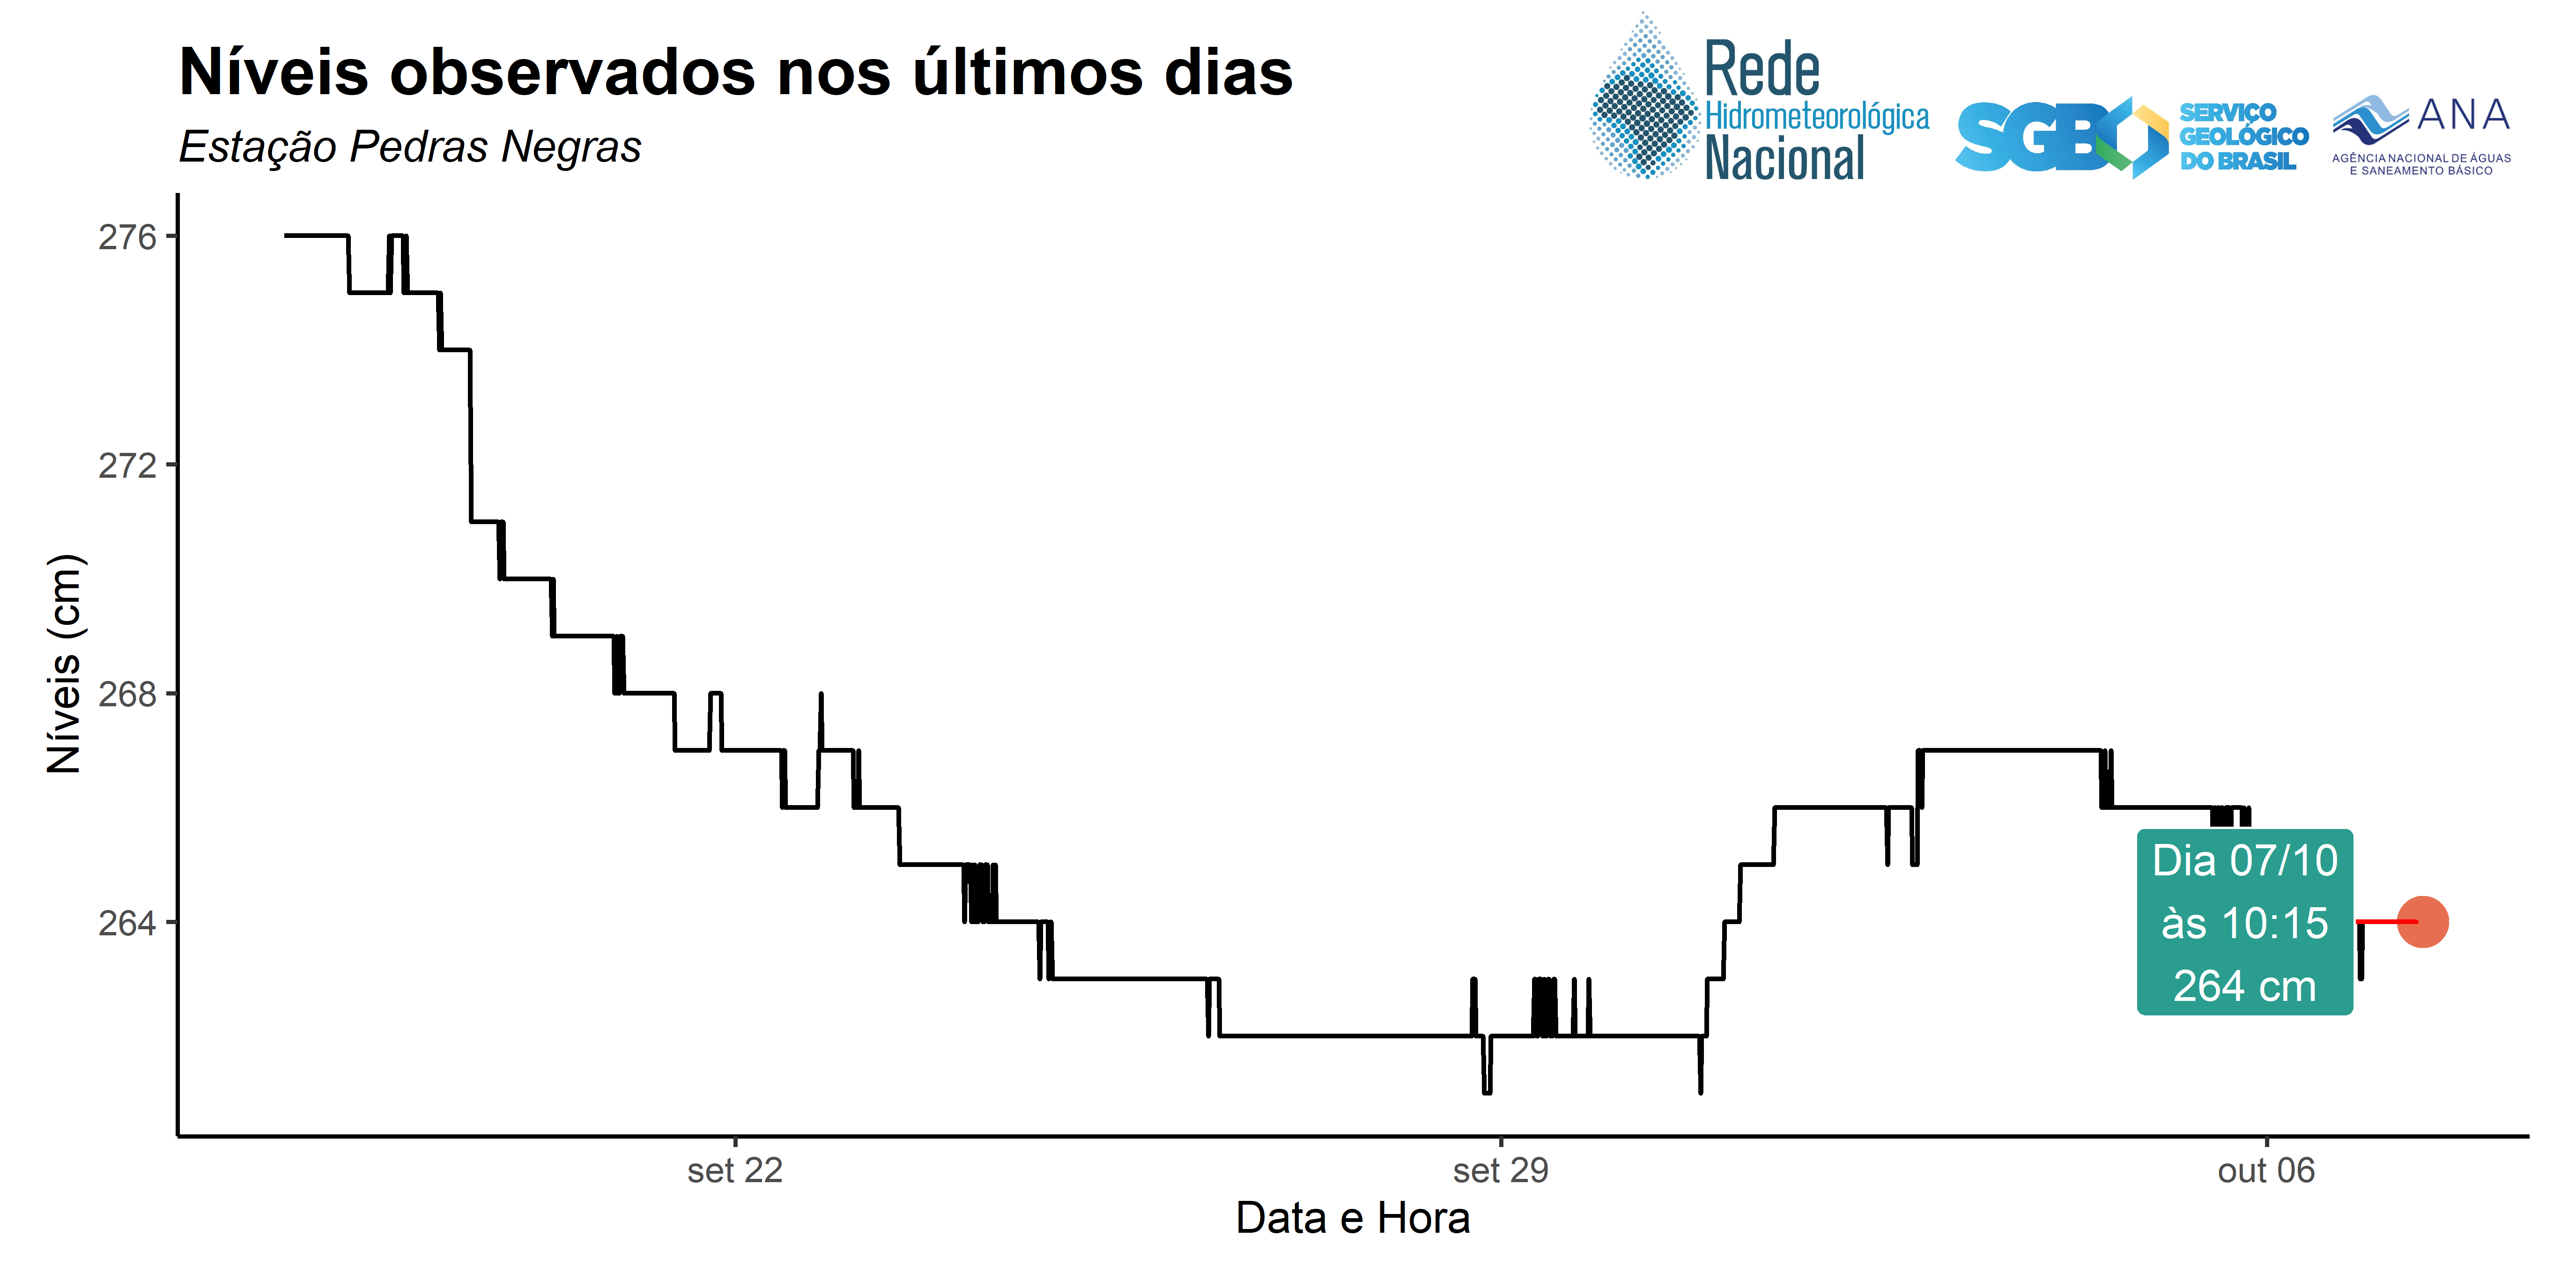 Níveis observados nos últimos dias
Estação Pedras Negras
Rede
Hidrometeorológica
Nacional
SGB
SERVIÇO
GEOLÓGICO
DO BRASIL
ANA
AGÊNCIA NACIONAL DE ÁGUAS
E SANEAMENTO BÁSICO
276
272
268
264
Níveis (cm)
Dia 07/10
às 10:15
264 cm
set 22
set 29
out 06
Data e Hora